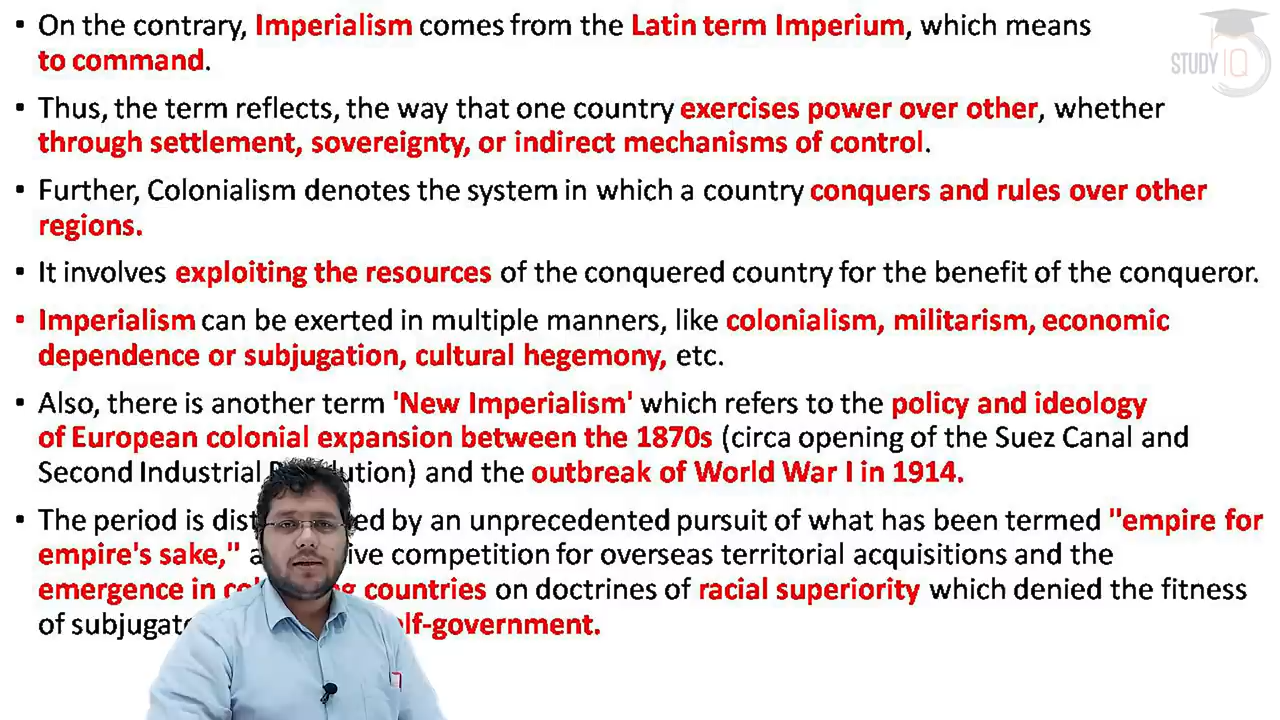 • On the contrary, Imperialism comes from the Latin term Imperium, which means
to command.
• Thus, the term reflects, the way that one country exercises power over other, whether
through settlement, sovereignty, or indirect mechanisms of control.
• Further, Colonialism denotes the system in which a country conquers and rules over other
regions.
• It involves exploiting the resources of the conquered country for the benefit of the conqueror.
• Imperialism can be exerted in multiple manners, like colonialism, militarism, economic
dependence or subjugation, cultural hegemony, etc.
• Also, there is another term 'New Imperialism' which refers to the policy and ideology
of European colonial expansion between the 1870s (circa opening of the Suez Canal and
Second Industrial and the outbreak of World War I in 1914.
• The period is by an unprecedented pursuit of what has been termed "empire for
empire's sake," competition for overseas territorial acquisitions and the
emergence in countries on doctrines of racial superiority which denied the fitness
of self-government.
STUDY IQ